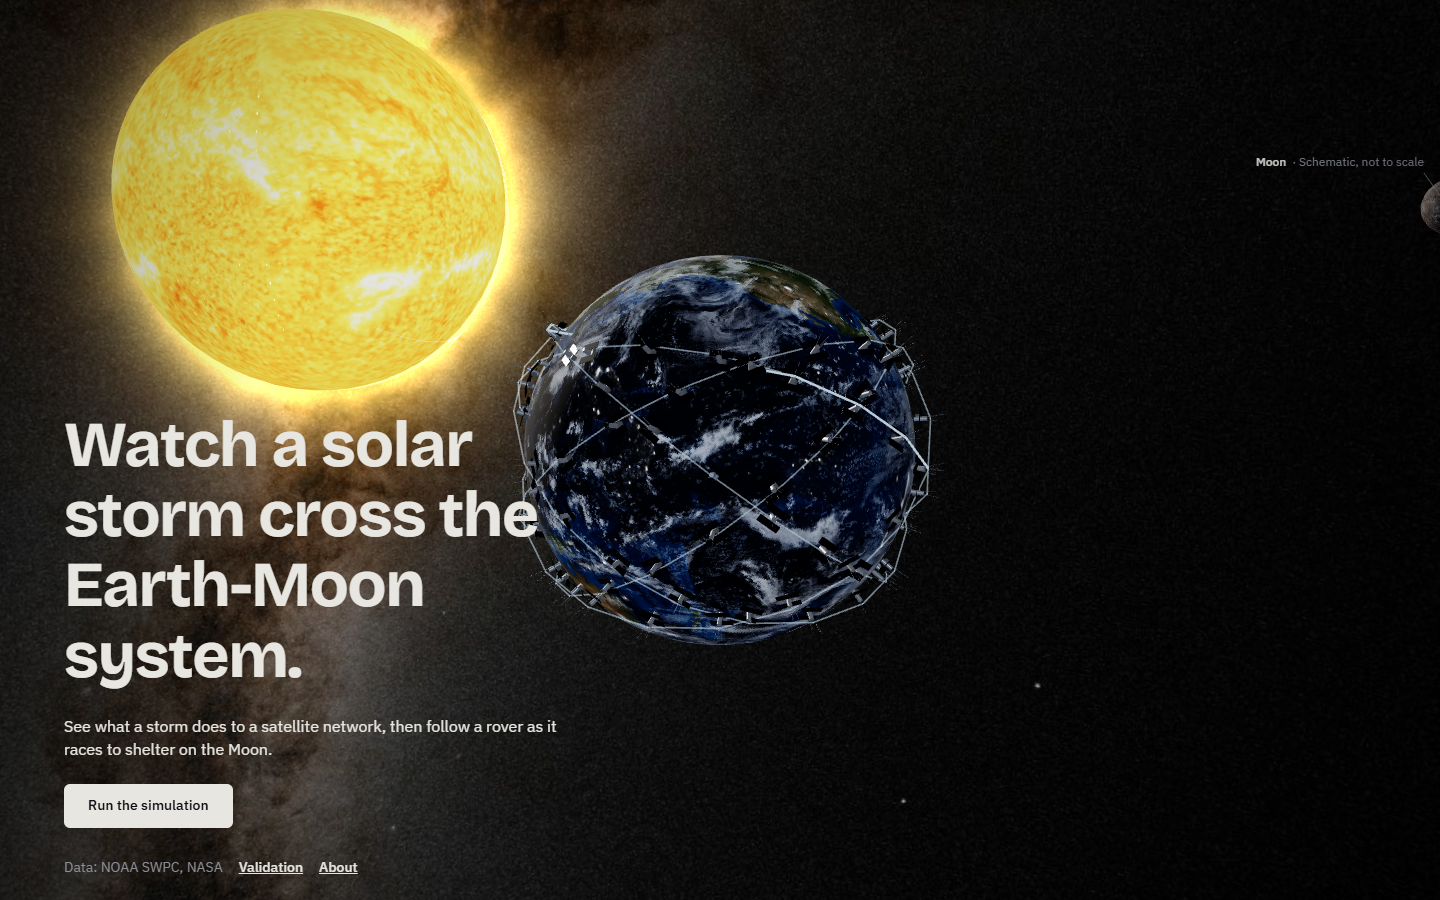 Moon · Schematic, not to scale
Watch a solar
storm cross the
Earth-Moon
system.
See what a storm does to a satellite network, then follow a rover as it
races to shelter on the Moon.
Run the simulation
Data: NOAA SWPC, NASA Validation About